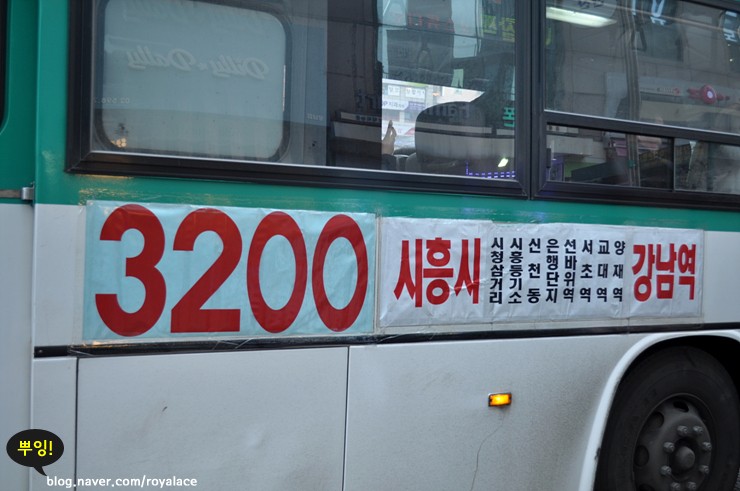 Dilly-Dally
3200
시흥시
시청삼거리
시흥등기소
신천동
은행단지
선바위역
서초역
교대역
양재역
강남역
뿌잉!
blog.naver.com/royalace